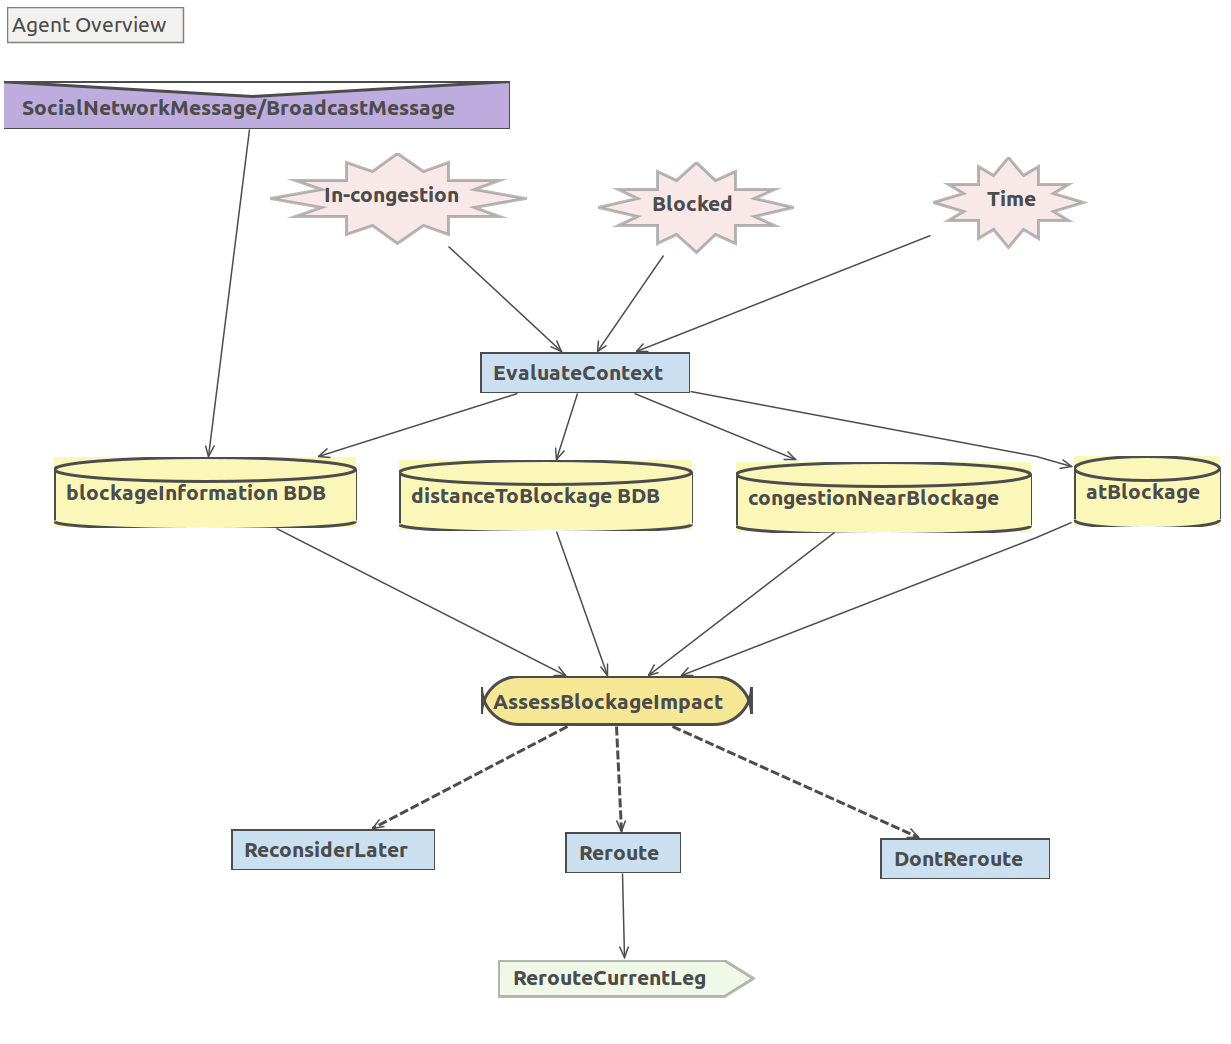 Agent Overview
SocialNetworkMessage/BroadcastMessage
In-congestion
Blocked
Time
EvaluateContext
blockageInformation BDB
distanceToBlockage BDB
congestionNearBlockage
atBlockage
AssessBlockageImpact
ReconsiderLater
Reroute
DontReroute
RerouteCurrentLeg